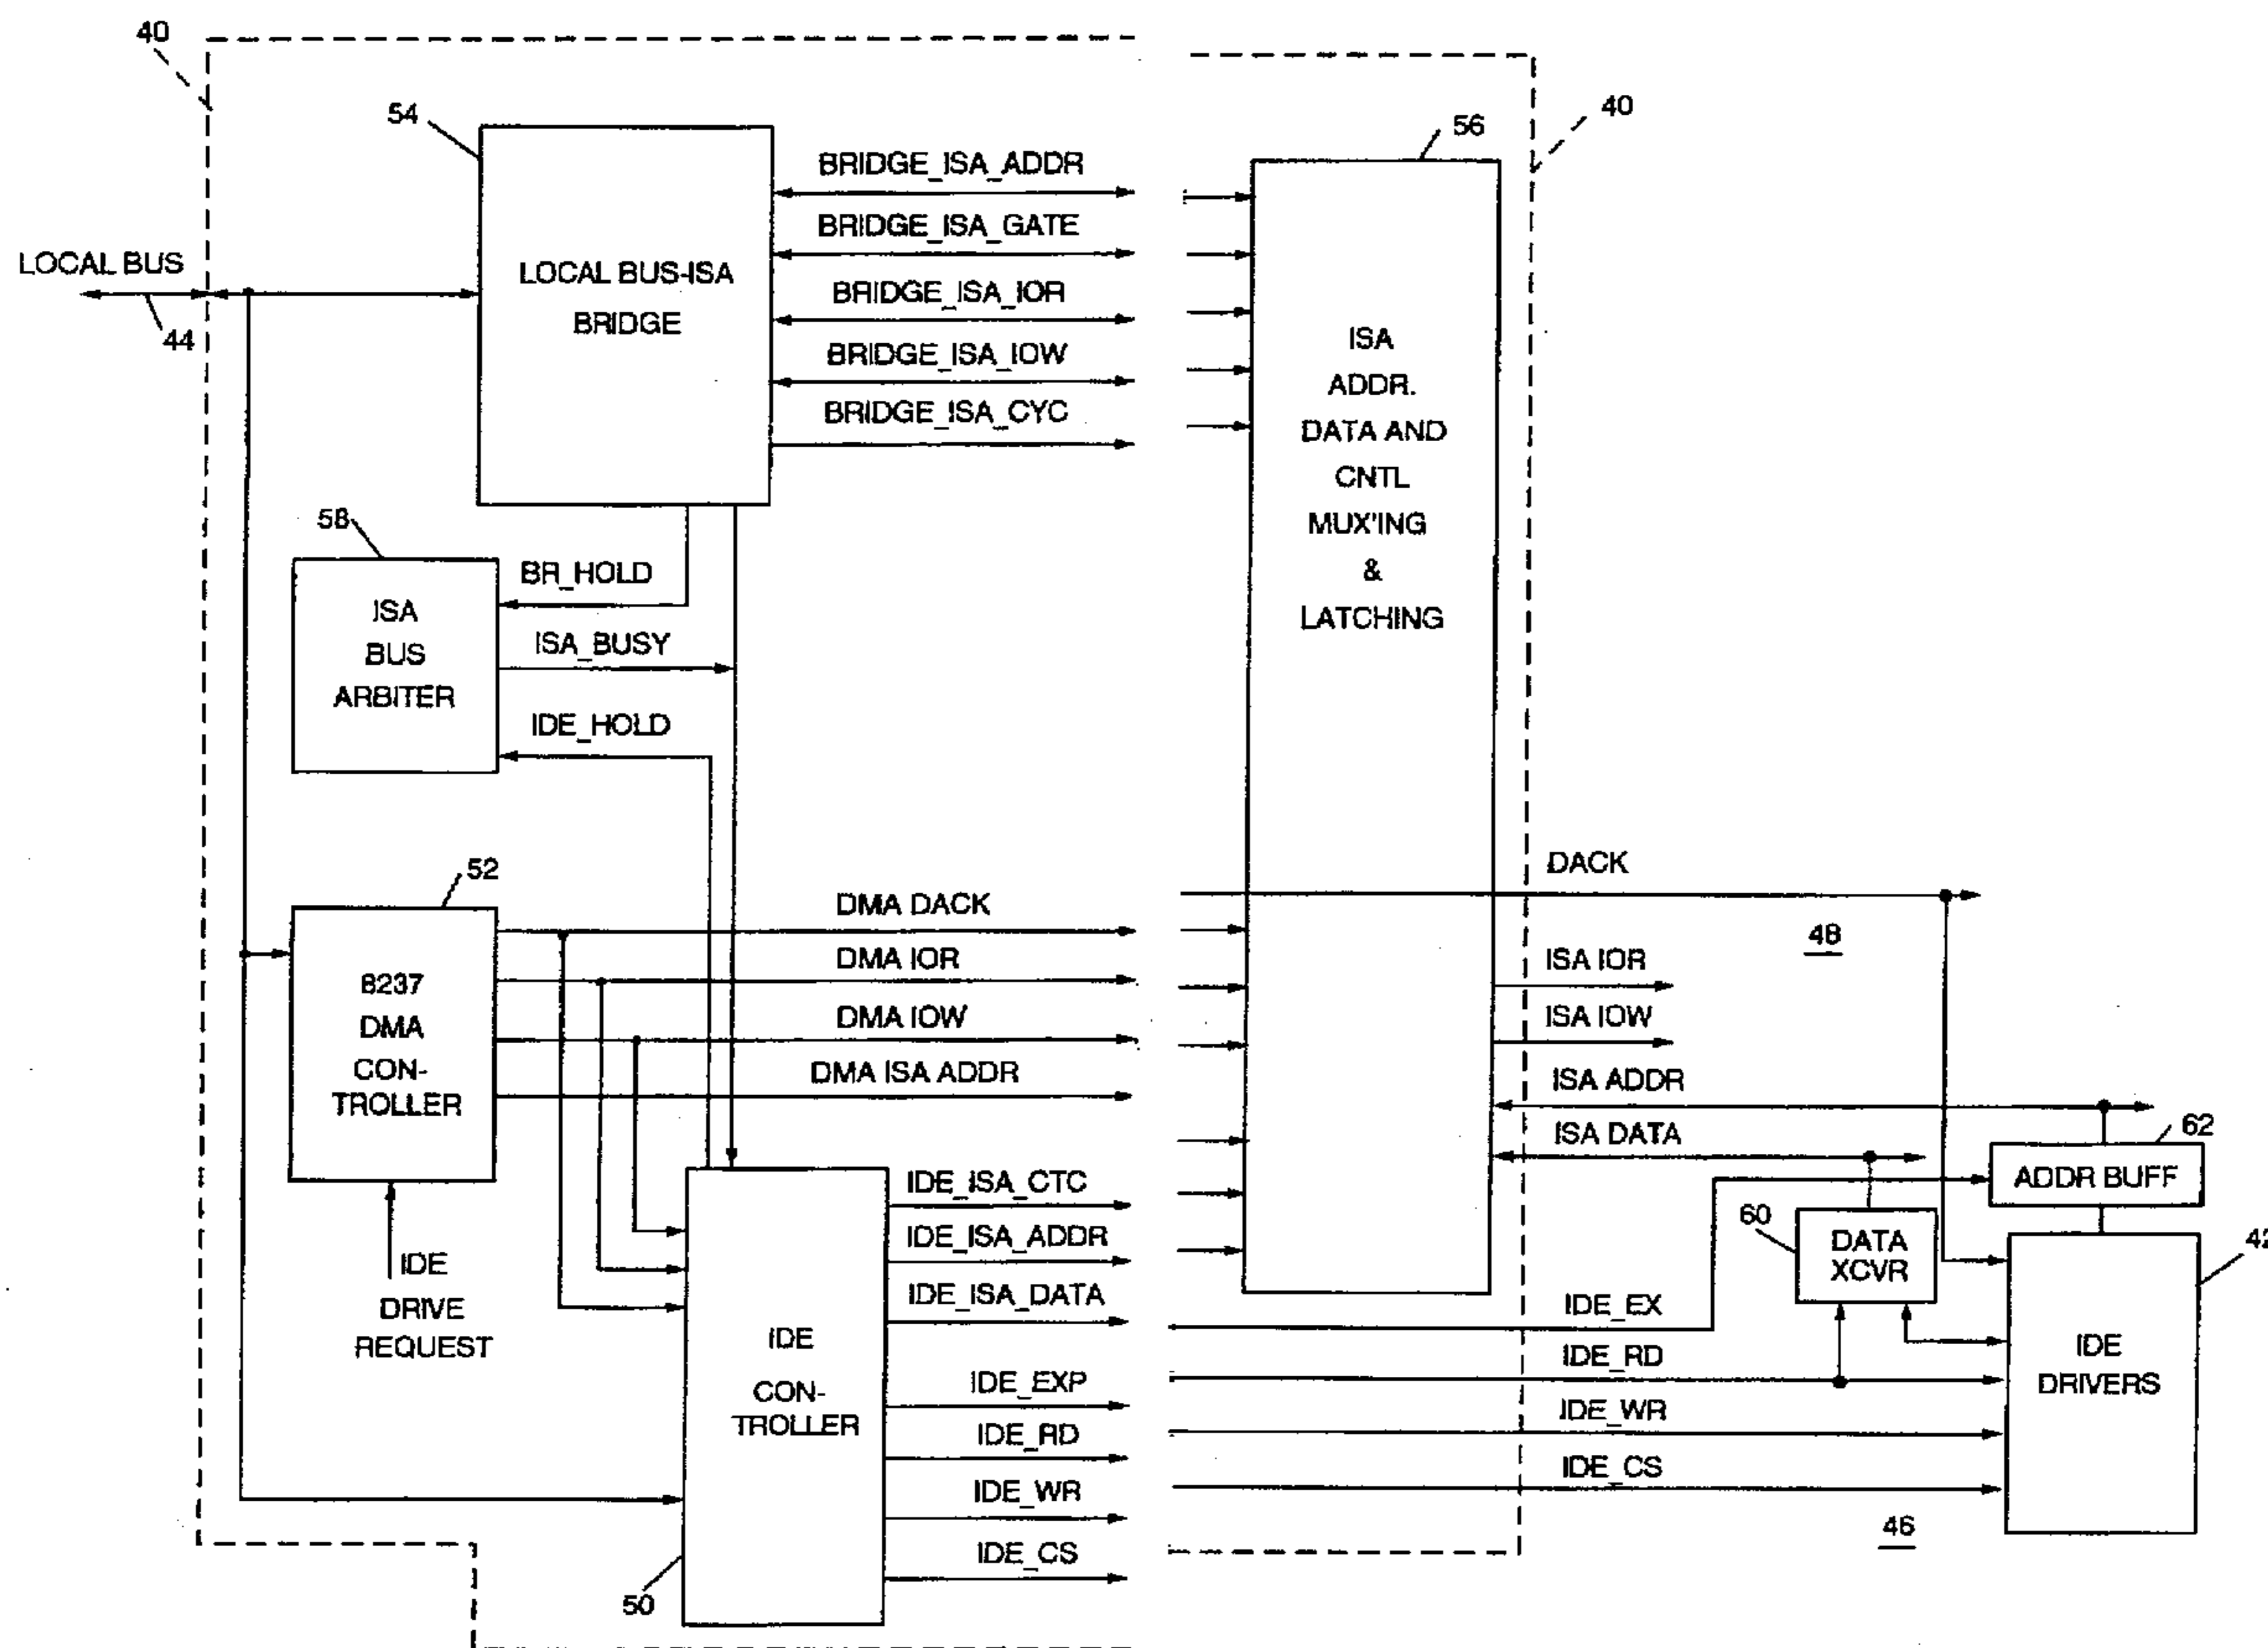 40
54
BRIDGE_ISA_ADDR
BRIDGE_ISA_GATE
BRIDGE_ISA_IOR
BRIDGE_ISA_IOW
BRIDGE_ISA_CYC
LOCAL BUS-ISA
BRIDGE
LOCAL BUS
44
58
ISA
BUS
ARBITER
BR_HOLD
ISA_BUSY
IDE_HOLD
52
8237
DMA
CON-
TROLLER
DMA DACK
DMA IOR
DMA IOW
DMA ISA ADDR
IDE
DRIVE
REQUEST
IDE
CON-
TROLLER
50
IDE_ISA_CTC
IDE_ISA_ADDR
IDE_ISA_DATA
IDE_EXP
IDE_RD
IDE_WR
IDE_CS
56
40
ISA
ADDR.
DATA AND
CNTL
MUX'ING
&
LATCHING
DACK
48
ISA IOR
ISA IOW
ISA ADDR
ISA DATA
62
ADDR BUFF
60
DATA
XCVR
42
IDE
DRIVERS
IDE_EX
IDE_RD
IDE_WR
IDE_CS
46